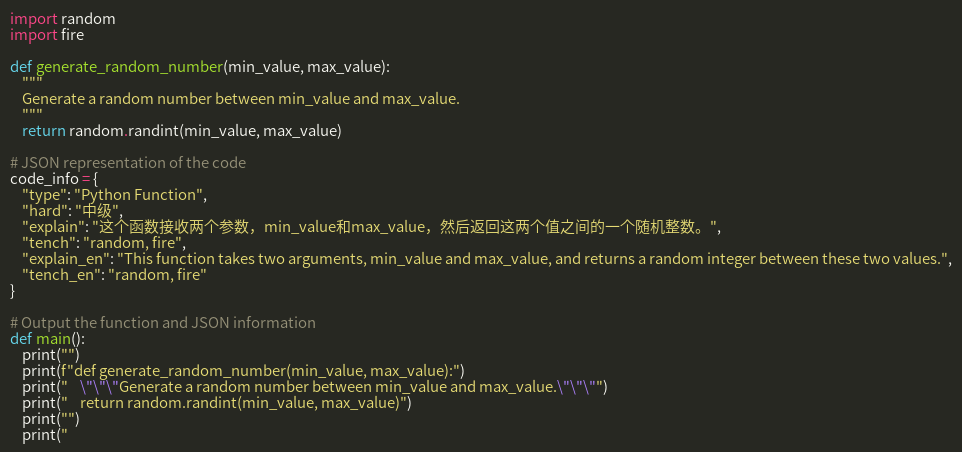 import random
import fire

def generate_random_number(min_value, max_value):
    """
    Generate a random number between min_value and max_value.
    """
    return random.randint(min_value, max_value)

# JSON representation of the code
code_info = {
    "type": "Python Function",
    "hard": "中级",
    "explain": "这个函数接收两个参数，min_value和max_value，然后返回这两个值之间的一个随机整数。",
    "tench": "random, fire",
    "explain_en": "This function takes two arguments, min_value and max_value, and returns a random integer between these two values.",
    "tench_en": "random, fire"
}

# Output the function and JSON information
def main():
    print("")
    print(f"def generate_random_number(min_value, max_value):")
    print("    \"\"\"Generate a random number between min_value and max_value.\"\"\"")
    print("    return random.randint(min_value, max_value)")
    print("")
    print("